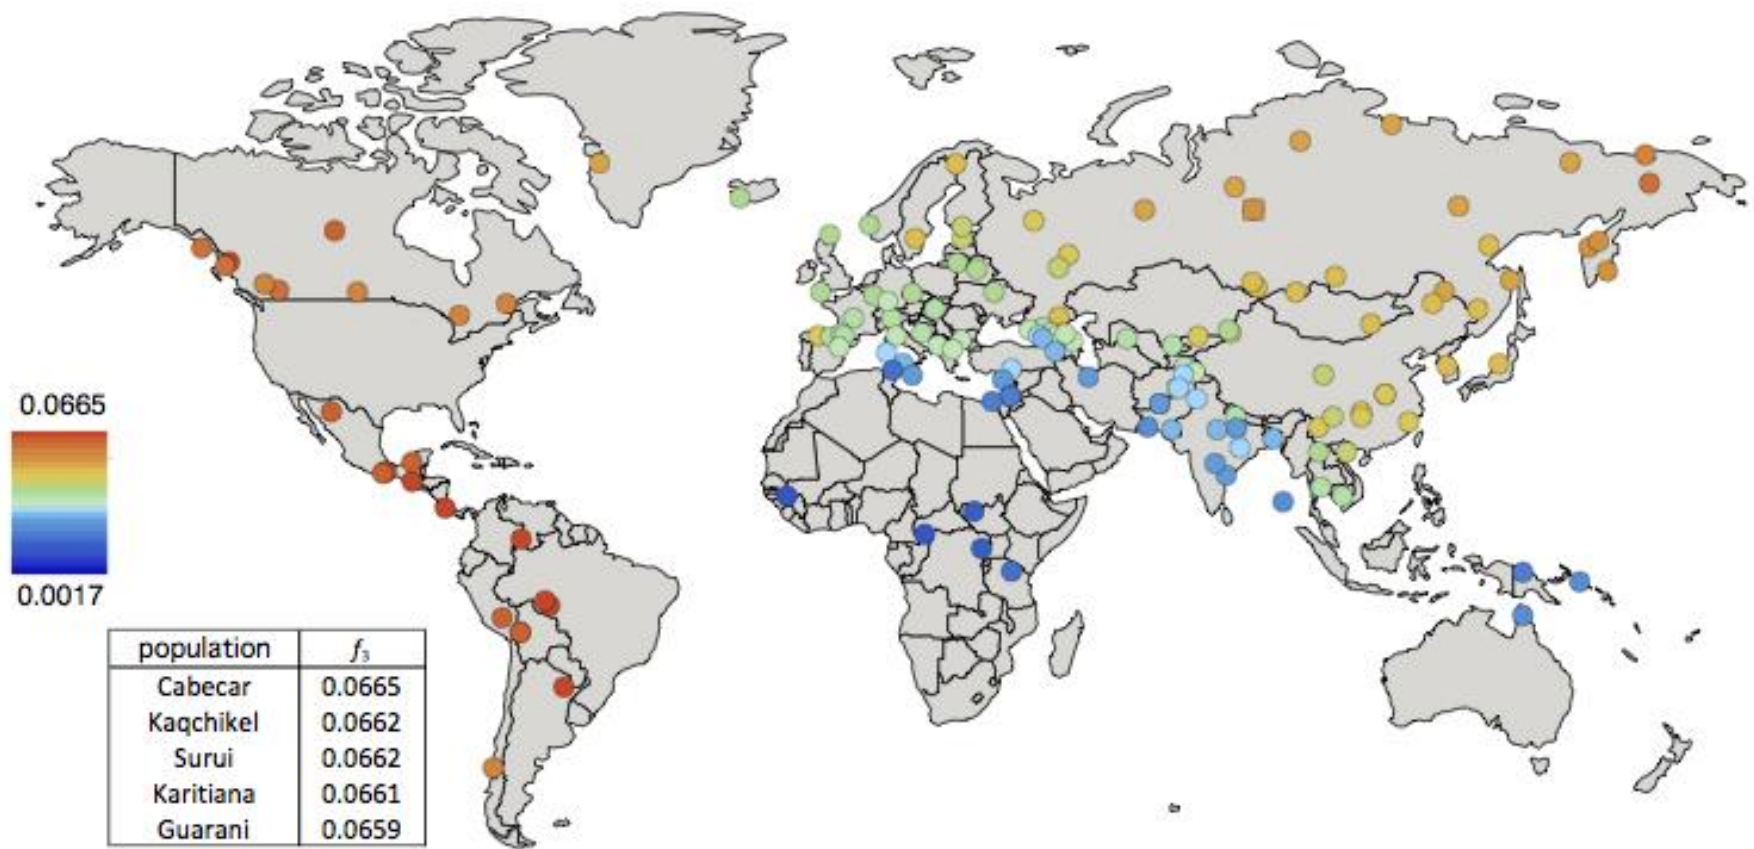 0.0665
0.0017
population f₃
Cabecar 0.0665
Kaqchikel 0.0662
Surui 0.0662
Karitiana 0.0661
Guarani 0.0659